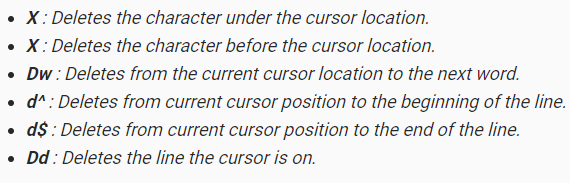 • X : Deletes the character under the cursor location.
• X : Deletes the character before the cursor location.
• Dw : Deletes from the current cursor location to the next word.
• d^ : Deletes from current cursor position to the beginning of the line.
• d$ : Deletes from current cursor position to the end of the line.
• Dd : Deletes the line the cursor is on.